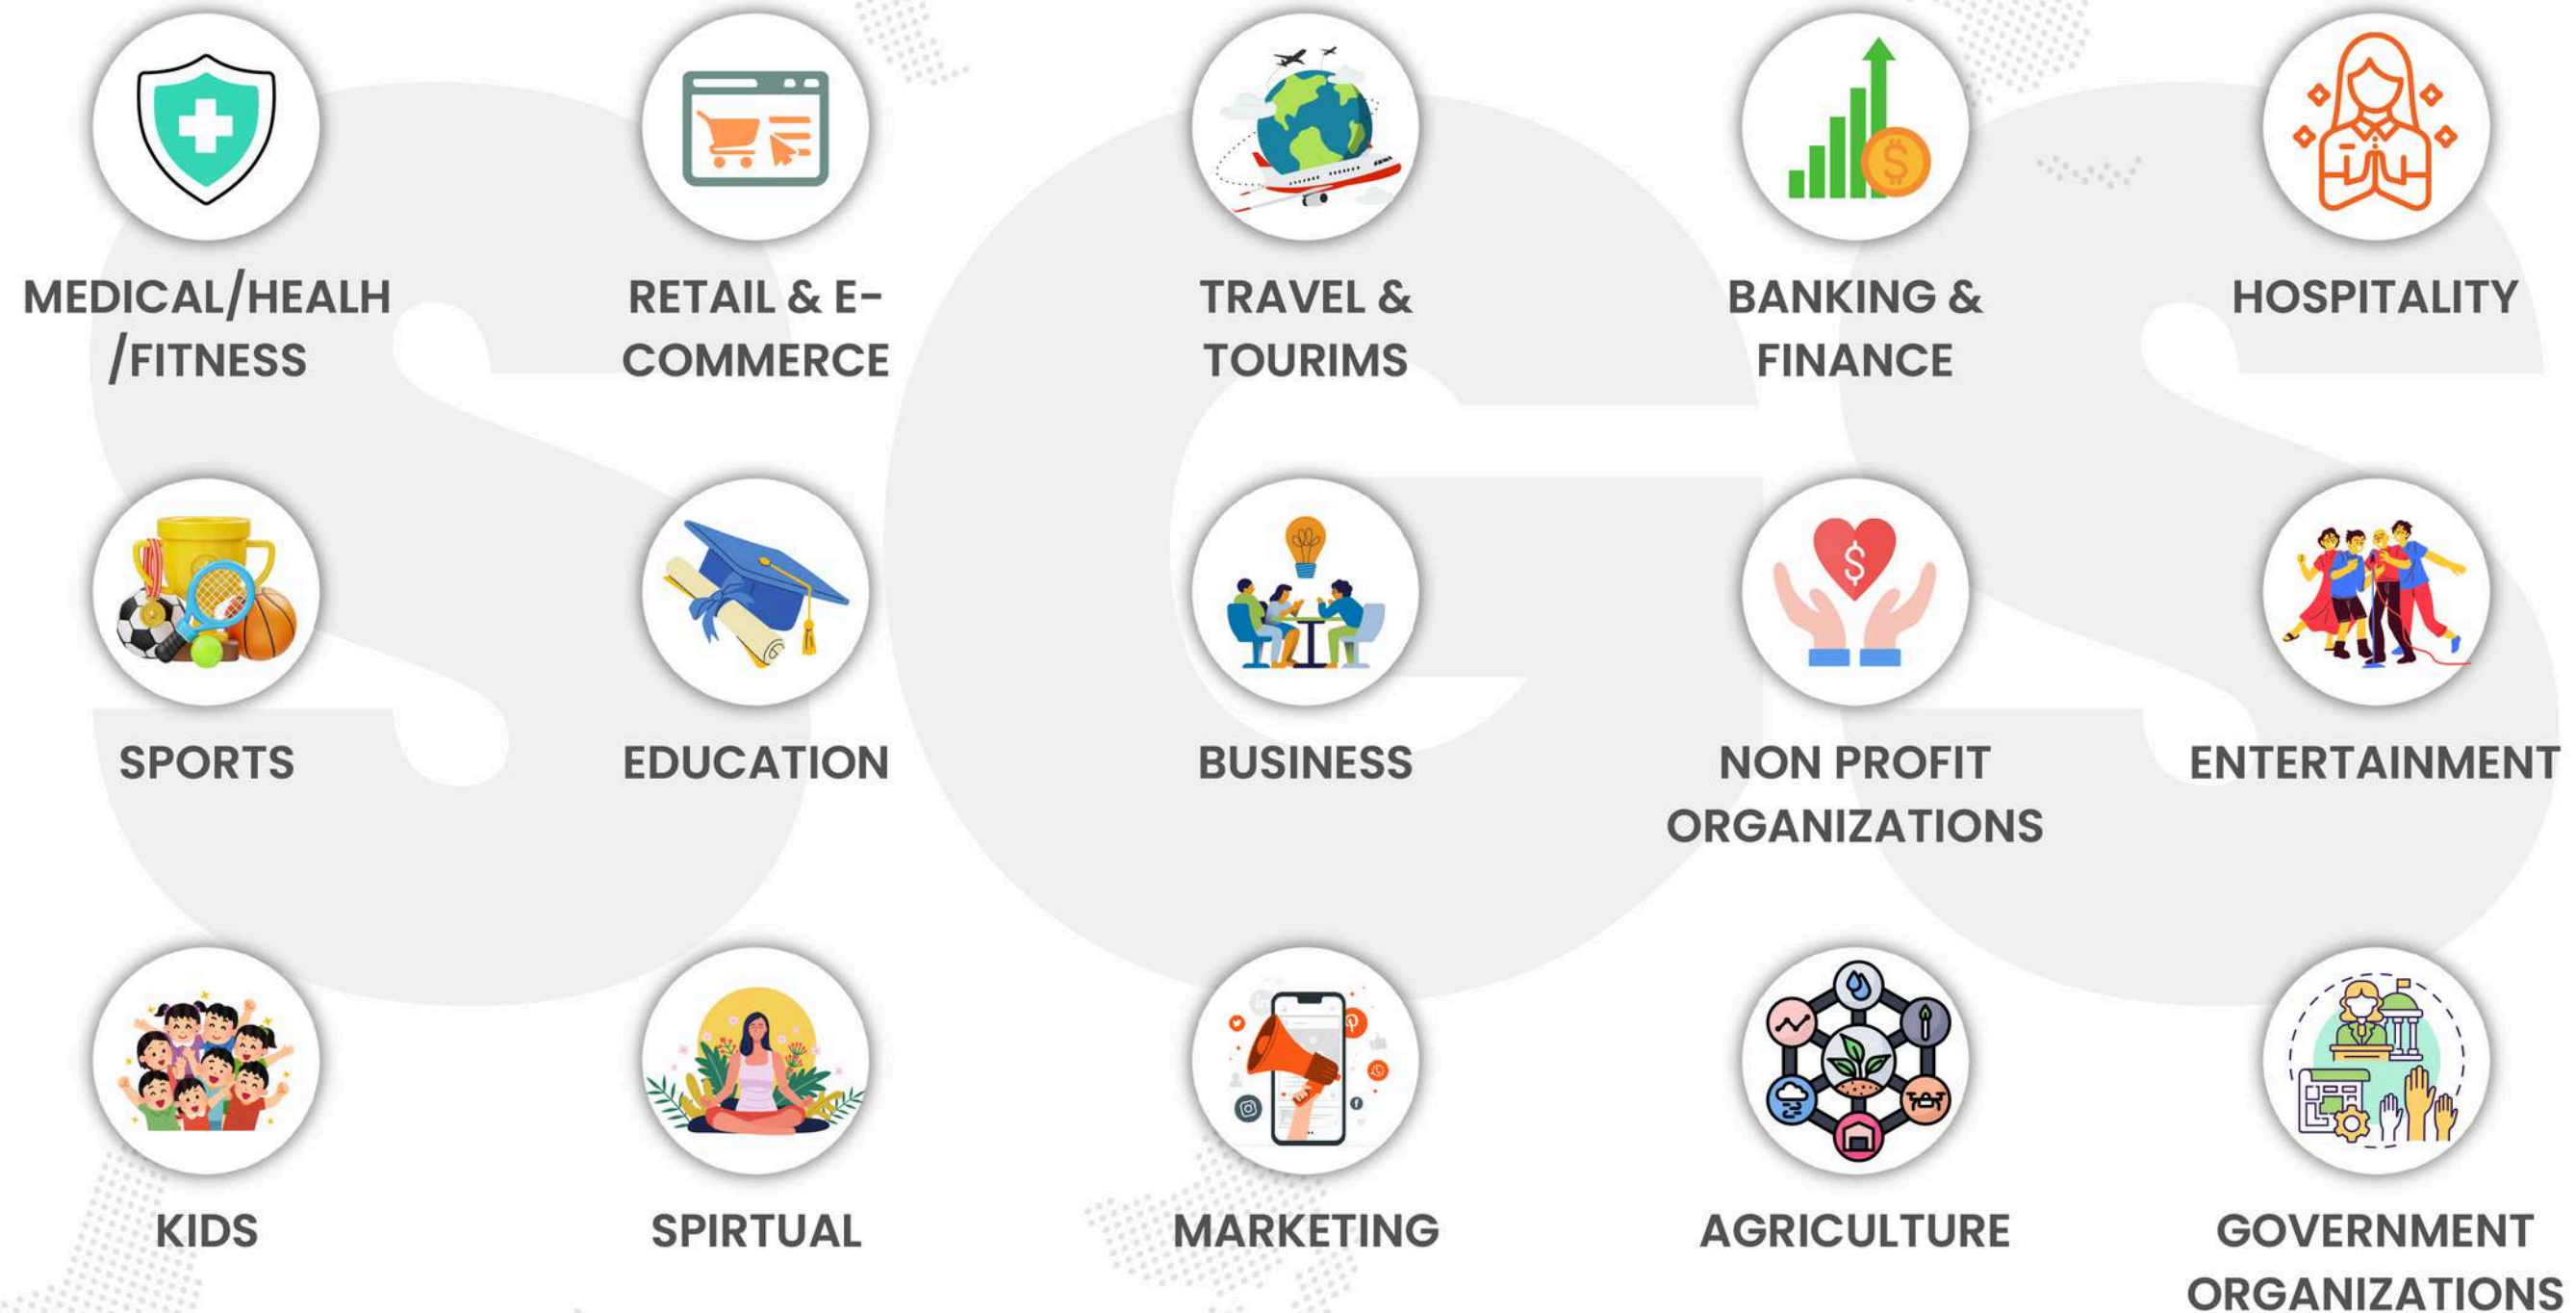 MEDICAL/HEALH
/FITNESS
RETAIL & E-
COMMERCE
TRAVEL &
TOURIMS
BANKING &
FINANCE
HOSPITALITY
SPORTS
EDUCATION
BUSINESS
NON PROFIT
ORGANIZATIONS
ENTERTAINMENT
KIDS
SPIRTUAL
MARKETING
AGRICULTURE
GOVERNMENT
ORGANIZATIONS
SGS